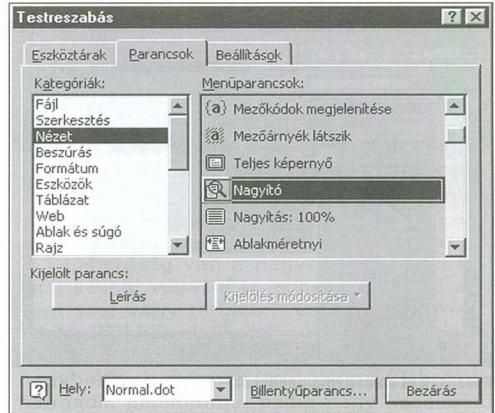 Testreszabás
Eszköztárak Parancsok Beállítások
Kategóriák:
Fájl
Szerkesztés
Nézet
Beszúrás
Formátum
Eszközök
Táblázat
Web
Ablak és súgó
Rajz
Menüparancsok:
{a} Mezőkódok megjelenítése
a Mezőárnyék látszik
Teljes képernyő
Nagyító
Nagyítás: 100%
Ablakméretnyi
Kijelölt parancs:
Leírás Kijelölés módosítása
Hely: Normal.dot Billentyűparancs... Bezárás